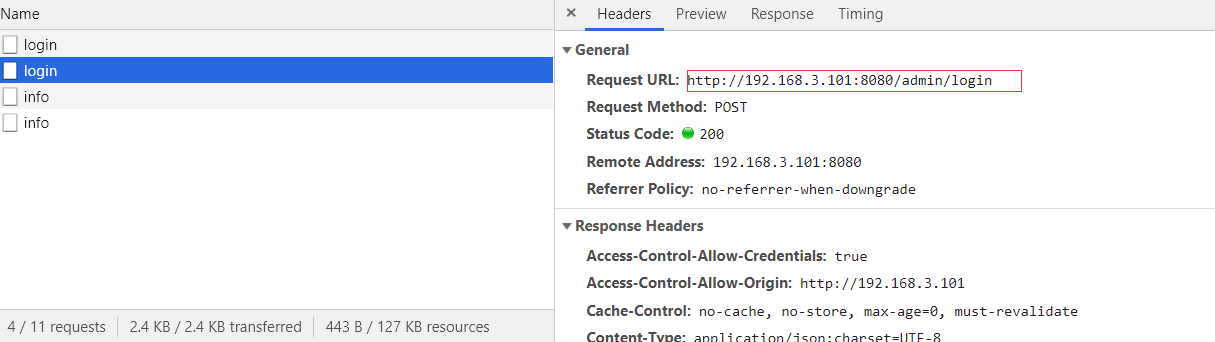 Name
login
login
info
info
4 / 11 requests
2.4 KB / 2.4 KB transferred
443 B / 127 KB resources
× Headers Preview Response Timing
General
Request URL: http://192.168.3.101:8080/admin/login
Request Method: POST
Status Code: 200
Remote Address: 192.168.3.101:8080
Referrer Policy: no-referrer-when-downgrade
Response Headers
Access-Control-Allow-Credentials: true
Access-Control-Allow-Origin: http://192.168.3.101
Cache-Control: no-cache, no-store, max-age=0, must-revalidate
Content-Type: application/json;charset=UTF-8